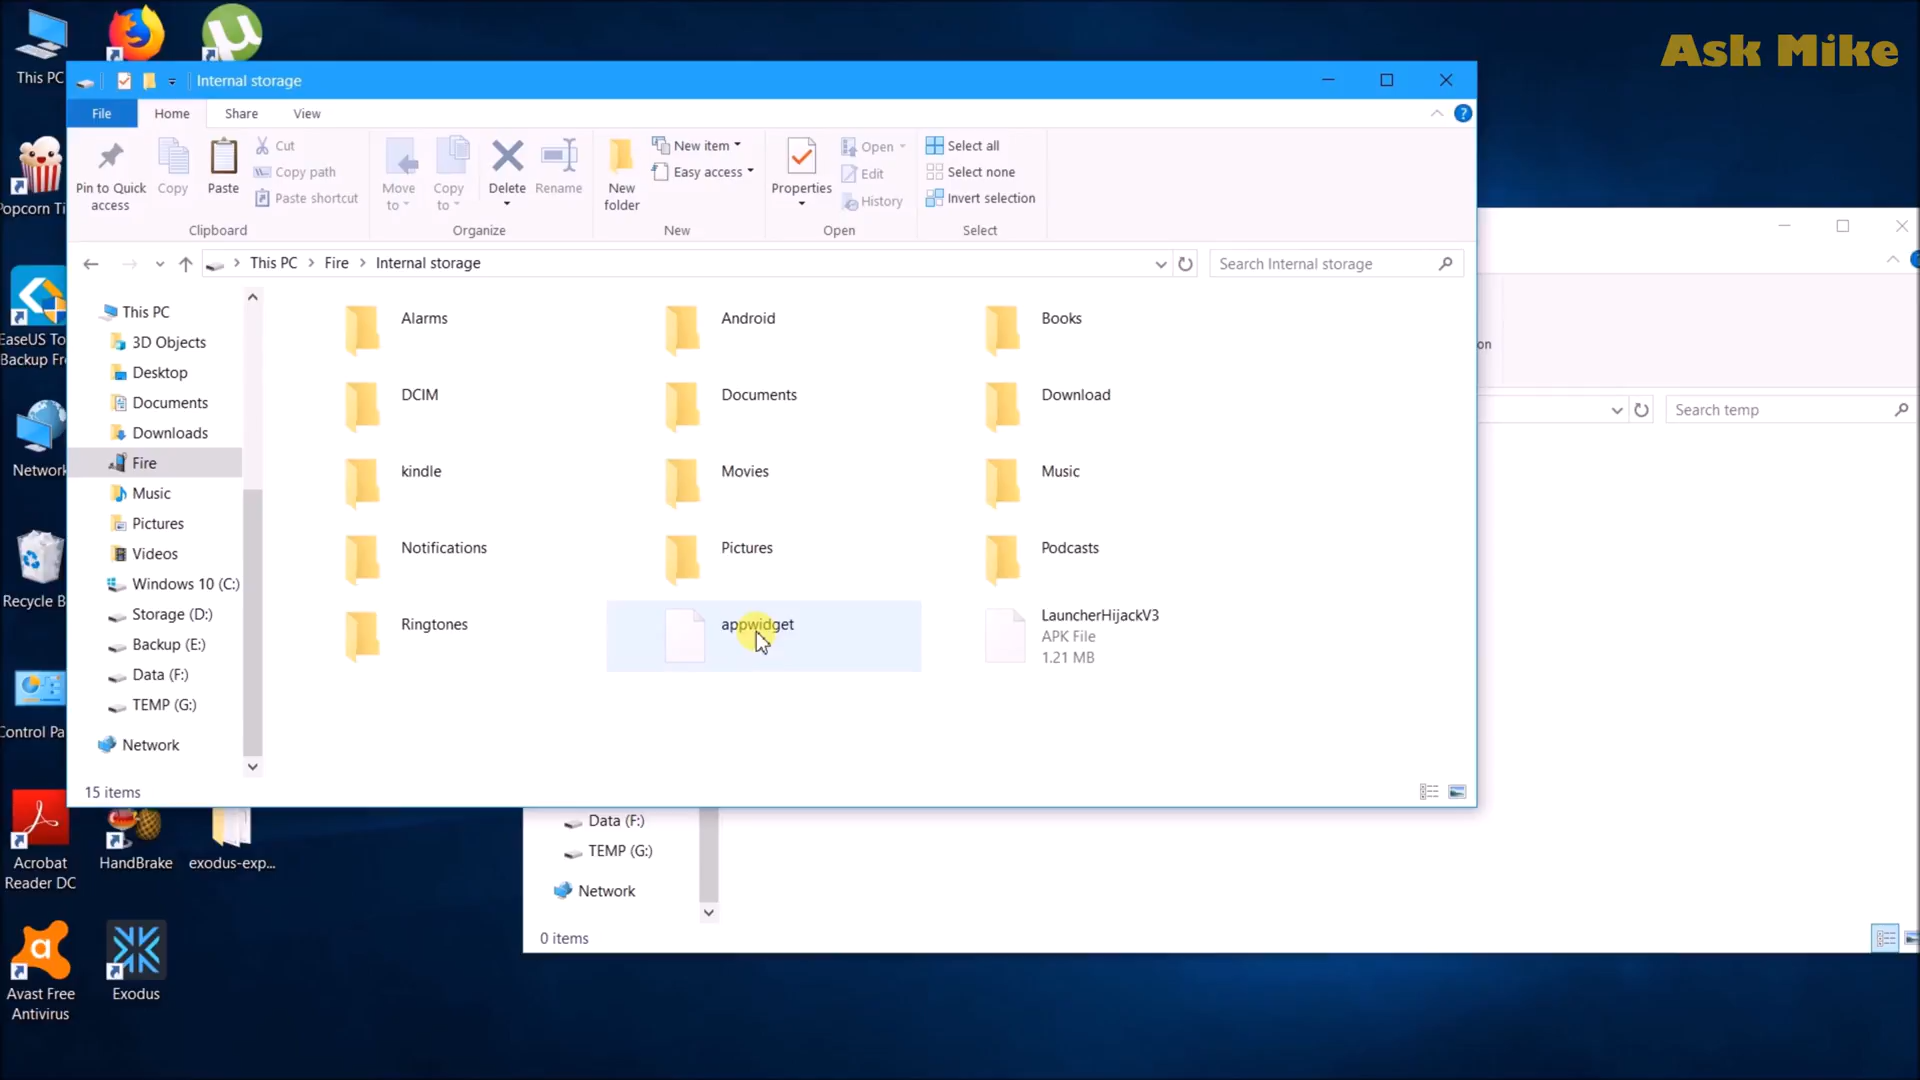 Ask Mike
This PC
Internal storage
File
Home
Share
View
Pin to Quick
access
Copy
Paste
Cut
Copy path
Paste shortcut
Clipboard
Move
to
Copy
to
Delete
Rename
Organize
New
folder
New item
Easy access
New
Properties
Open
Edit
History
Open
Select all
Select none
Invert selection
Select
This PC
Fire
Internal storage
Search Internal storage
This PC
3D Objects
Desktop
Documents
Downloads
Fire
Music
Pictures
Videos
Windows 10 (C:)
Storage (D:)
Backup (E:)
Data (F:)
TEMP (G:)
Network
Alarms
Android
Books
DCIM
Documents
Download
kindle
Movies
Music
Notifications
Pictures
Podcasts
Ringtones
appwidget
LauncherHijackV3
APK File
1.21 MB
15 items
on
Search temp
Data (F:)
TEMP (G:)
Network
0 items
Popcorn Ti
EaseUS To
Backup Fr
Network
Recycle B
Control Pa
Acrobat
Reader DC
HandBrake
exodus-exp...
Avast Free
Antivirus
Exodus